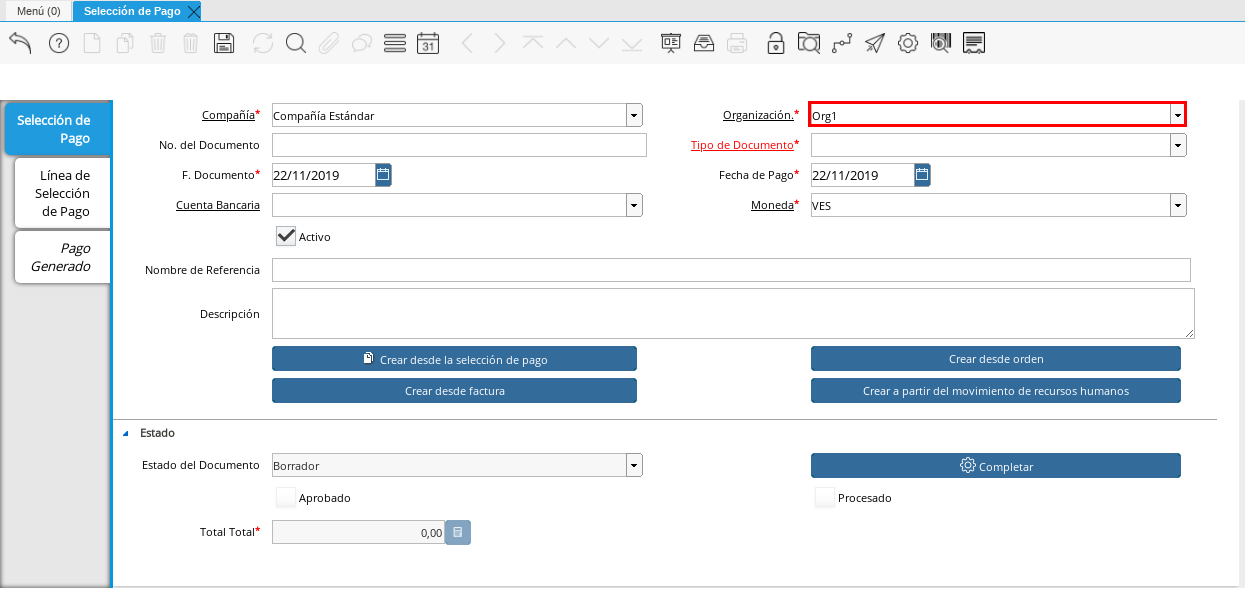 Menú (0)
Selección de Pago
31
Selección de
Pago
Línea de
Selección
de Pago
Pago
Generado
Compañía* Compañía Estándar Organización.* Org1
No. del Documento Tipo de Documento*
F. Documento* 22/11/2019 Fecha de Pago* 22/11/2019
Cuenta Bancaria Moneda* VES
Activo
Nombre de Referencia
Descripción
Crear desde la selección de pago Crear desde orden
Crear desde factura Crear a partir del movimiento de recursos humanos
Estado
Estado del Documento Borrador Completar
Aprobado Procesado
Total Total* 0,00